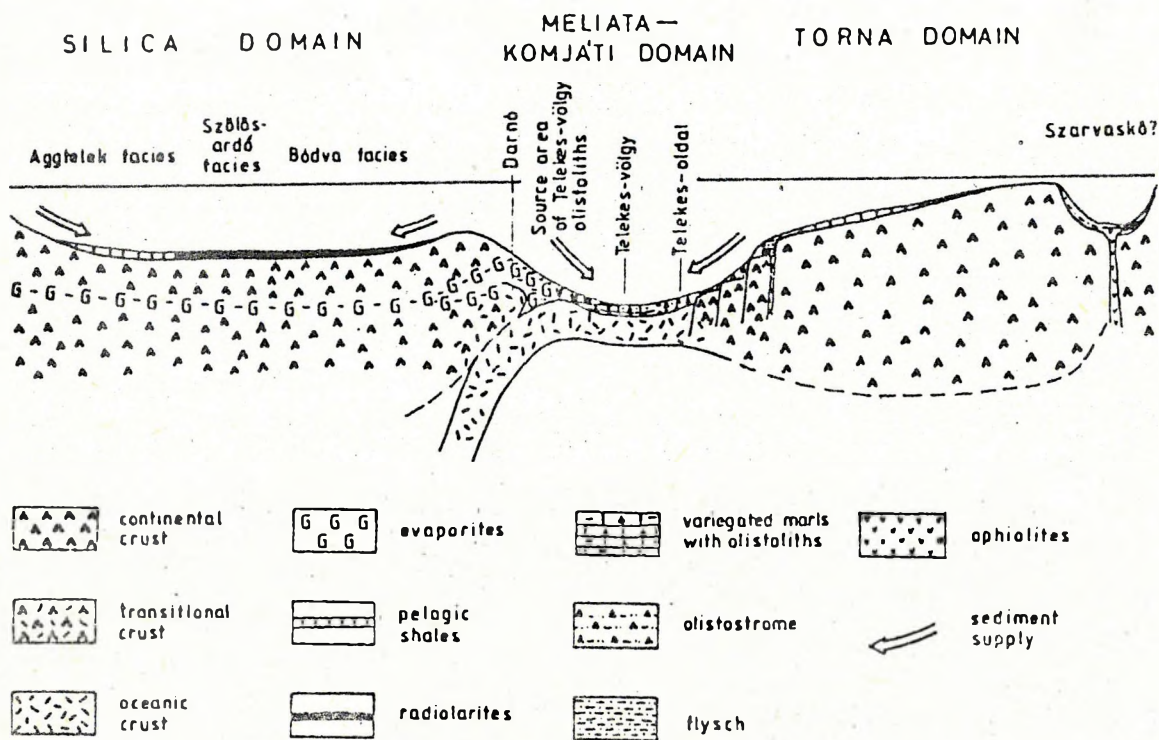 SILICA DOMAIN
MELIATA—
KOMJÁTI DOMAIN
TORNA DOMAIN
Aggtelek facies
Szőlős-
ardó
facies
Bódva facies
Darnó
Source area
of Telekes-völgy
olistoliths
Telekes-völgy
Telekes-oldal
Szarvaskő?
G - G - G - G - G - G - G - G - G - G - G
continental
crust
G G G
G G
evaporites
variegated marls
with olistoliths
ophiolites
transitional
crust
pelagic
shales
olistostrome
sediment
supply
oceanic
crust
radiolarites
flysch